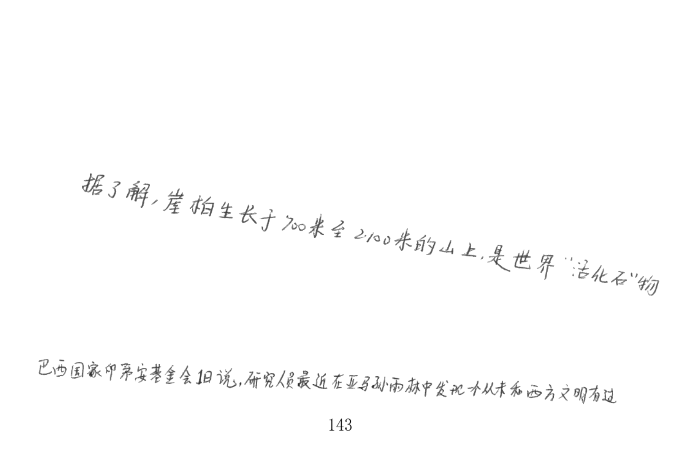 据了解,崖柏生长于700米至2100米的山上,是世界“活化石”物
巴西国家印第安基金会1日说,研究人员最近在亚马孙雨林中发现个从未和西方文明有过
143